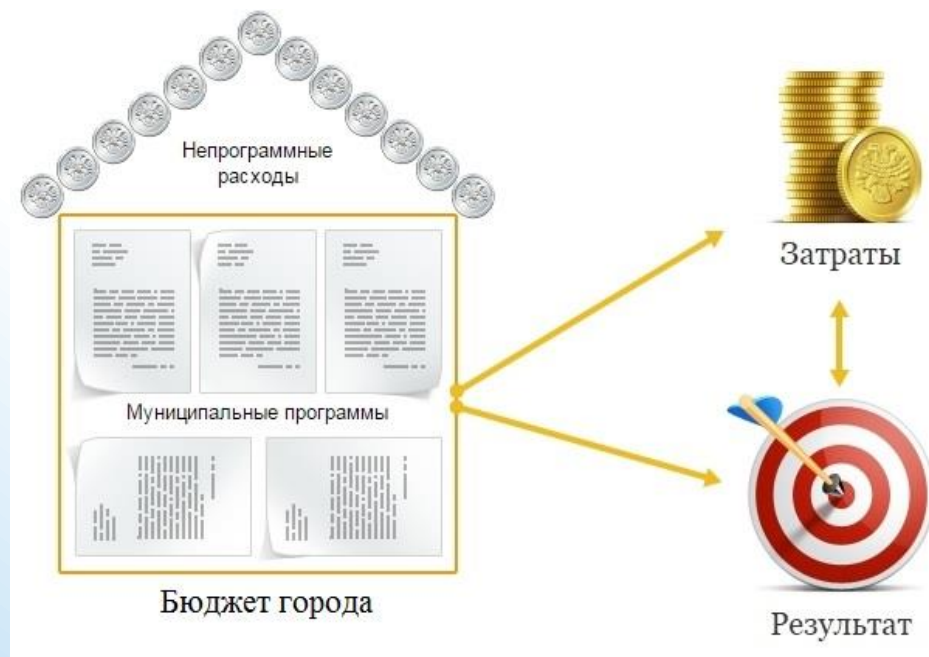 Непрограммные
расходы
Затраты
Муниципальные программы
Бюджет города
Результат